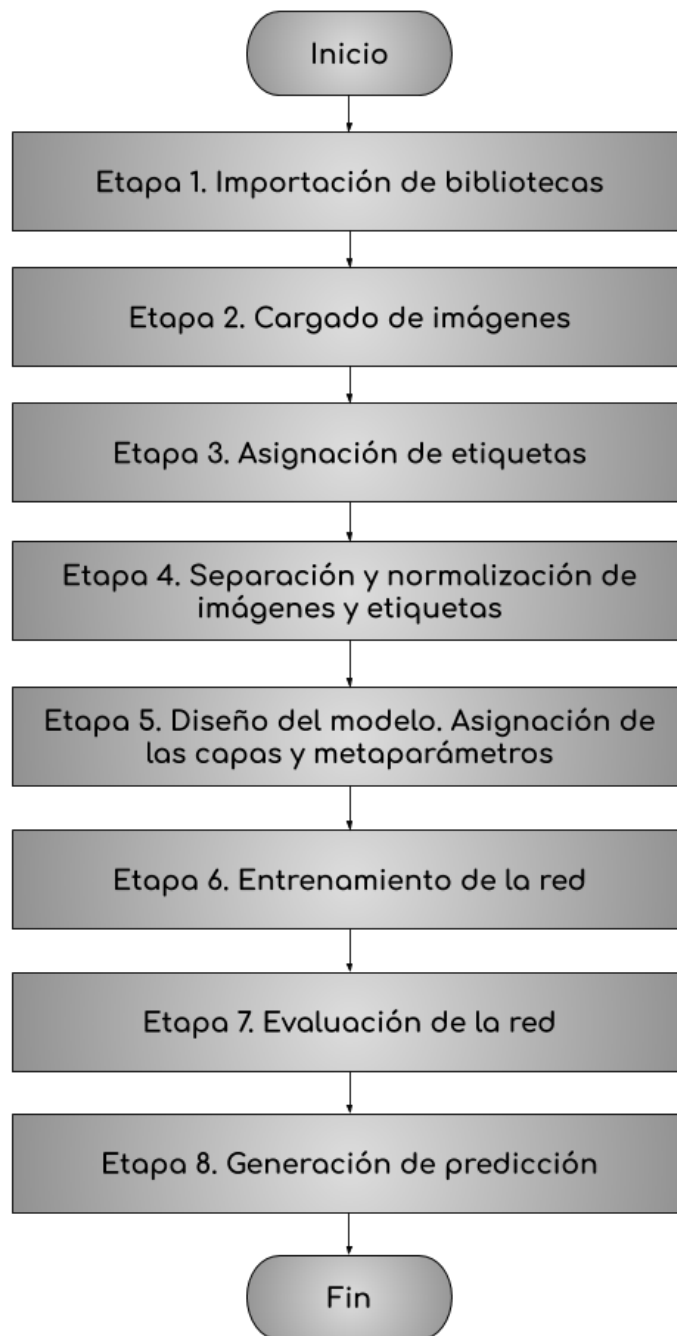 Inicio
Etapa 1. Importación de bibliotecas
Etapa 2. Cargado de imágenes
Etapa 3. Asignación de etiquetas
Etapa 4. Separación y normalización de
imágenes y etiquetas
Etapa 5. Diseño del modelo. Asignación de
las capas y metaparámetros
Etapa 6. Entrenamiento de la red
Etapa 7. Evaluación de la red
Etapa 8. Generación de predicción
Fin